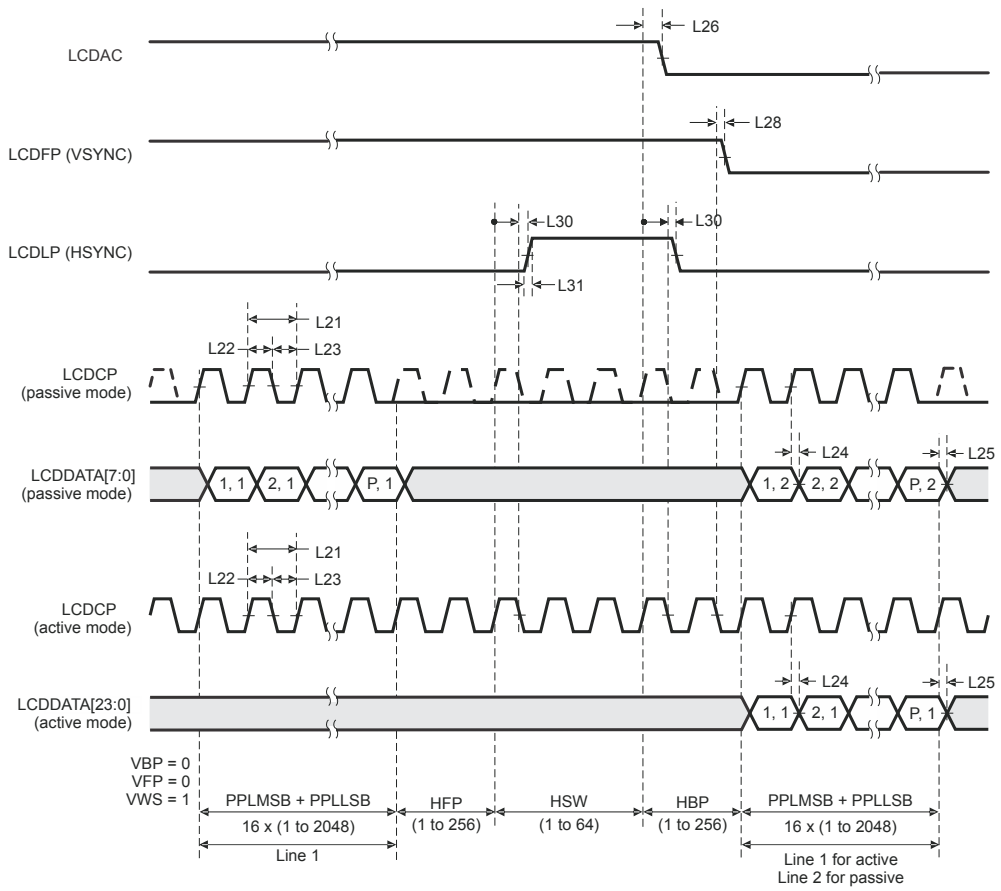 L26
LCDAC
L28
LCDFP (VSYNC)
L30
L30
LCDLP (HSYNC)
L31
L21
L22
L23
LCDCP
(passive mode)
L24
L25
LCDDATA[7:0]
(passive mode)
1, 1
2, 1
P, 1
1, 2
2, 2
P, 2
L21
L22
L23
LCDCP
(active mode)
L24
L25
LCDDATA[23:0]
(active mode)
1, 1
2, 1
P, 1
VBP = 0
VFP = 0
VWS = 1
PPLMSB + PPLLSB
HFP
HSW
HBP
PPLMSB + PPLLSB
16 x (1 to 2048)
(1 to 256)
(1 to 64)
(1 to 256)
16 x (1 to 2048)
Line 1
Line 1 for active
Line 2 for passive